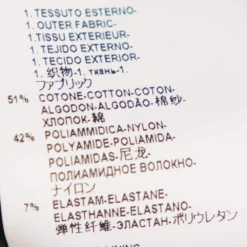 1. TESSUTO ESTERNO-
1. OUTER FABRIC-
1.TISSU EXTERIEUR-
1.TEJIDO EXTERNO-
1.TECIDO EXTERIOR-
1. 织物-1. ткань-1.
ファブリック
51% COTONE-COTTON-COTON-
ALGODON-ALGODÃO-棉纱-
ХЛОПОК-綿
42% POLIAMMIDICA-NYLON-
POLYAMIDE-POLIAMIDA-
POLIAMIDAS-尼龙-
ПОЛИАМИДНОЕ ВОЛОКНО-
ナイロン
7% ELASTAM-ELASTANE-
ELASTHANNE-ELASTANO-
弹性纤维-ЭЛАСТАН-ポリウレタン